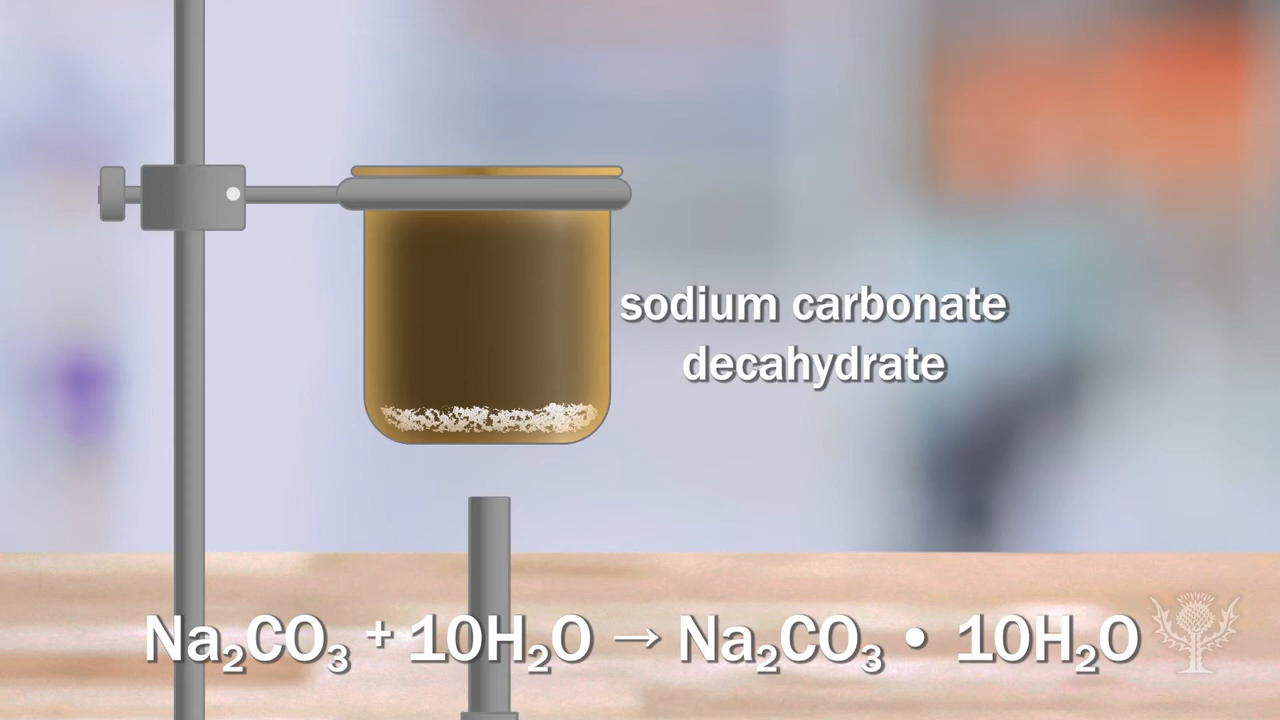 sodium carbonate
decahydrate
Na₂CO₃ + 10H₂O → Na₂CO₃ • 10H₂O